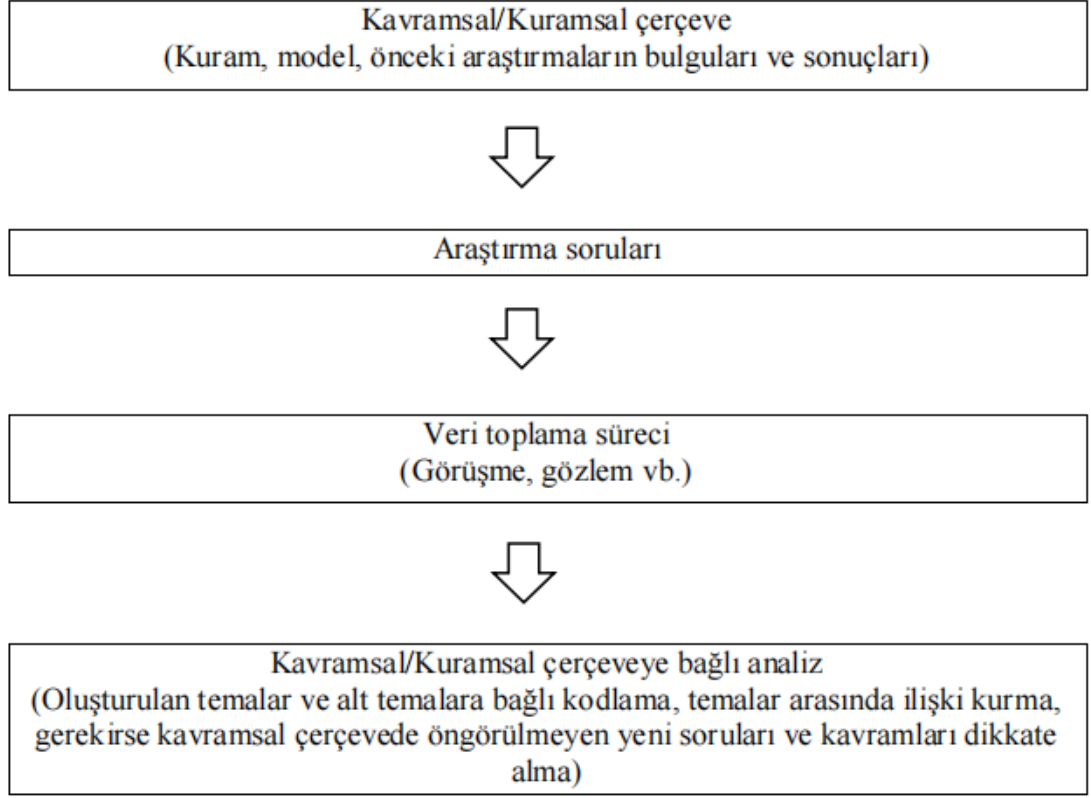 Kavramsal/Kuramsal çerçeve
(Kuram, model, önceki araştırmaların bulguları ve sonuçları)
Araştırma soruları
Veri toplama süreci
(Görüşme, gözlem vb.)
Kavramsal/Kuramsal çerçeveye bağlı analiz
(Oluşturulan temalar ve alt temalara bağlı kodlama, temalar arasında ilişki kurma,
gerekirse kavramsal çerçevede öngörülmeyen yeni soruları ve kavramları dikkate
alma)